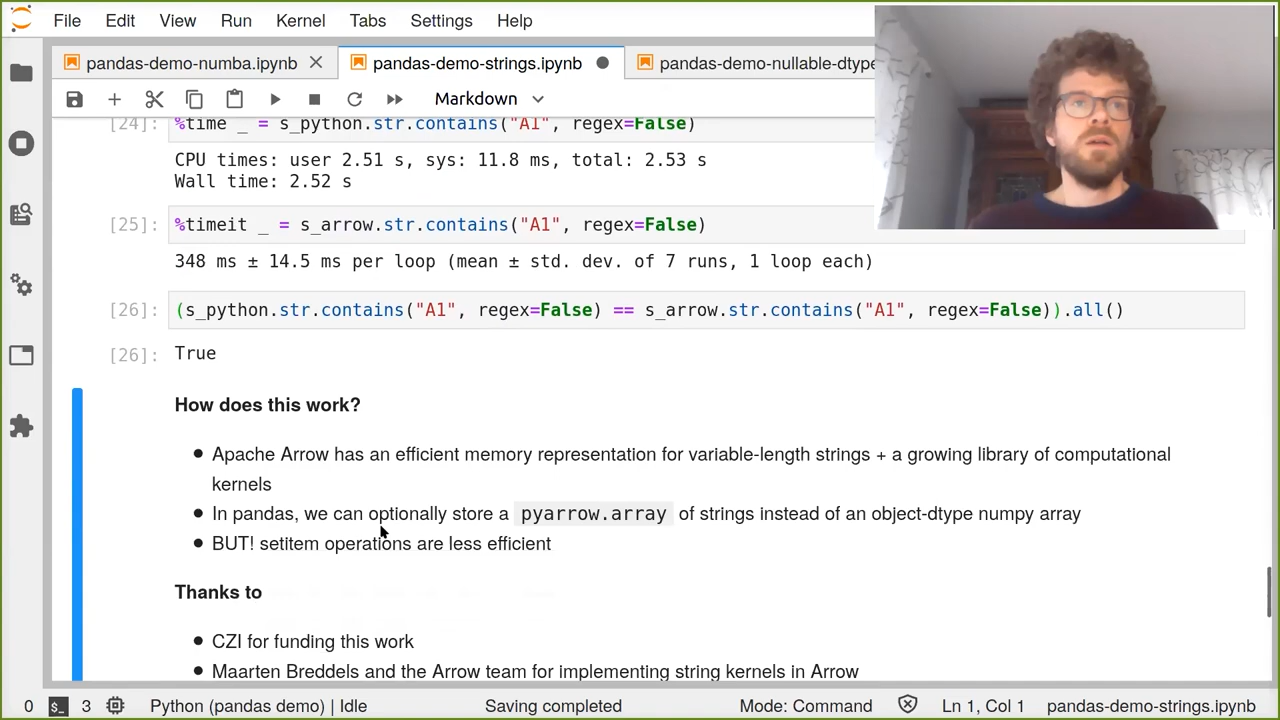 File Edit View Run Kernel Tabs Settings Help
pandas-demo-numba.ipynb pandas-demo-strings.ipynb pandas-demo-nullable-dtype
Markdown
[24]: %time _ = s_python.str.contains("A1", regex=False)
CPU times: user 2.51 s, sys: 11.8 ms, total: 2.53 s
Wall time: 2.52 s
[25]: %timeit _ = s_arrow.str.contains("A1", regex=False)
348 ms ± 14.5 ms per loop (mean ± std. dev. of 7 runs, 1 loop each)
[26]: (s_python.str.contains("A1", regex=False) == s_arrow.str.contains("A1", regex=False)).all()
[26]: True
How does this work?
Apache Arrow has an efficient memory representation for variable-length strings + a growing library of computational
kernels
In pandas, we can optionally store a pyarrow.array of strings instead of an object-dtype numpy array
BUT! setitem operations are less efficient
Thanks to
CZI for funding this work
Maarten Breddels and the Arrow team for implementing string kernels in Arrow
0 $_ 3 Python (pandas demo) | Idle Saving completed Mode: Command Ln 1, Col 1 pandas-demo-strings.ipynb